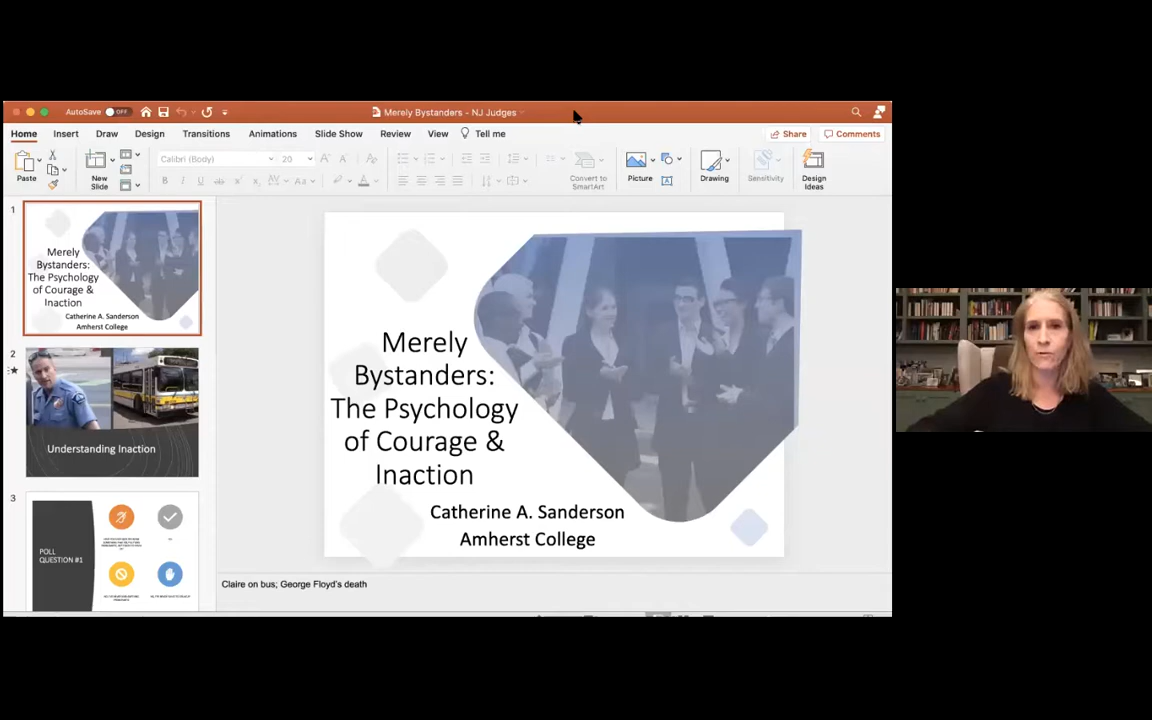 AutoSave OFF
Merely Bystanders - NJ Judges
Home Insert Draw Design Transitions Animations Slide Show Review View Tell me Share Comments
Calibri (Body) 20
Paste New Slide Convert to SmartArt Picture Drawing Sensitivity Design Ideas
1
Merely
Bystanders:
The Psychology
of Courage &
Inaction
Catherine A. Sanderson
Amherst College
2
Understanding Inaction
3
POLL
QUESTION #1
Merely
Bystanders:
The Psychology
of Courage &
Inaction
Catherine A. Sanderson
Amherst College
Claire on bus; George Floyd's death